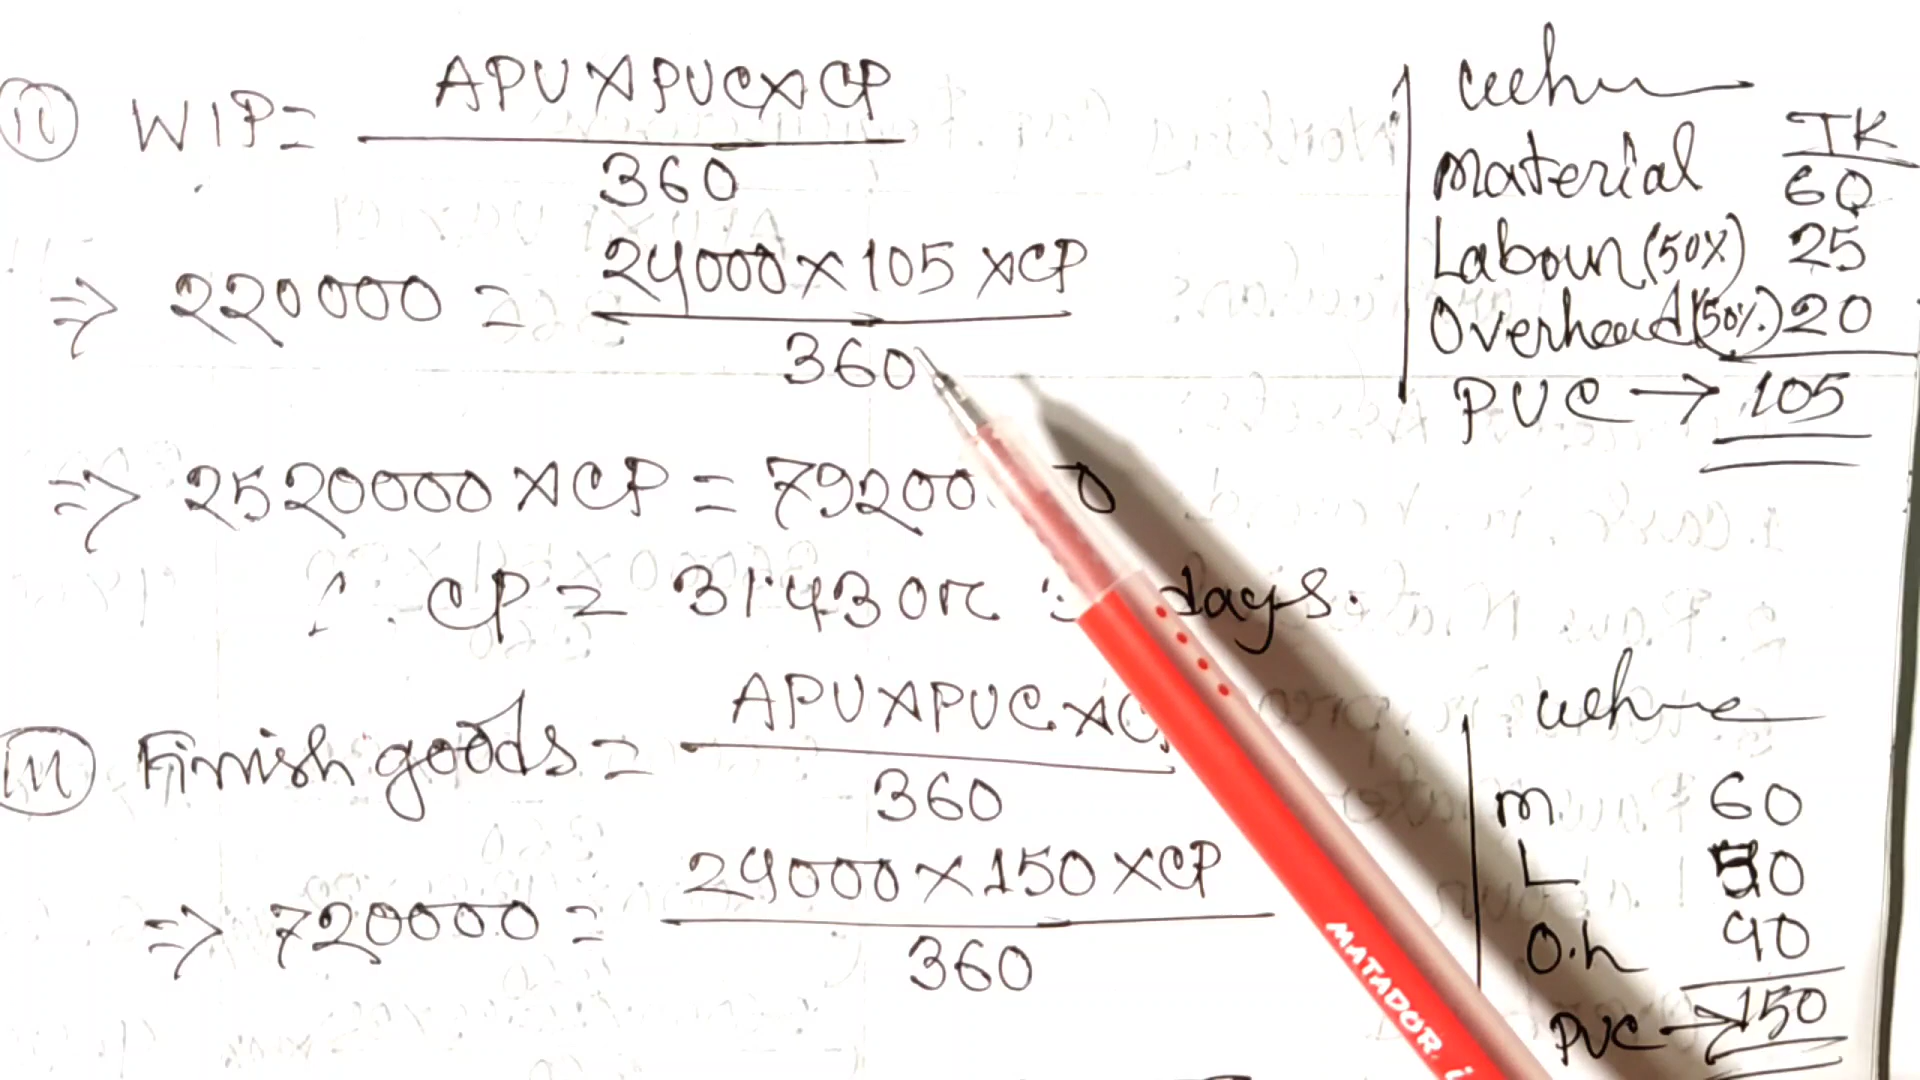 (ii) WIP = APU×PUC×CP / 360
⇒ 220000 = 24000×105×CP / 360
⇒ 2520000×CP = 79200
∴ CP = 31.43 or days.
(iii) Finish goods = APU×PUC×C / 360
⇒ 720000 = 24000×150×CP / 360
TK
Material 60
Labour (50%) 25
Overhead (50%) 20
PUC → 105
M 60
L 50
O.h 40
PUC → 150
MATADOR i